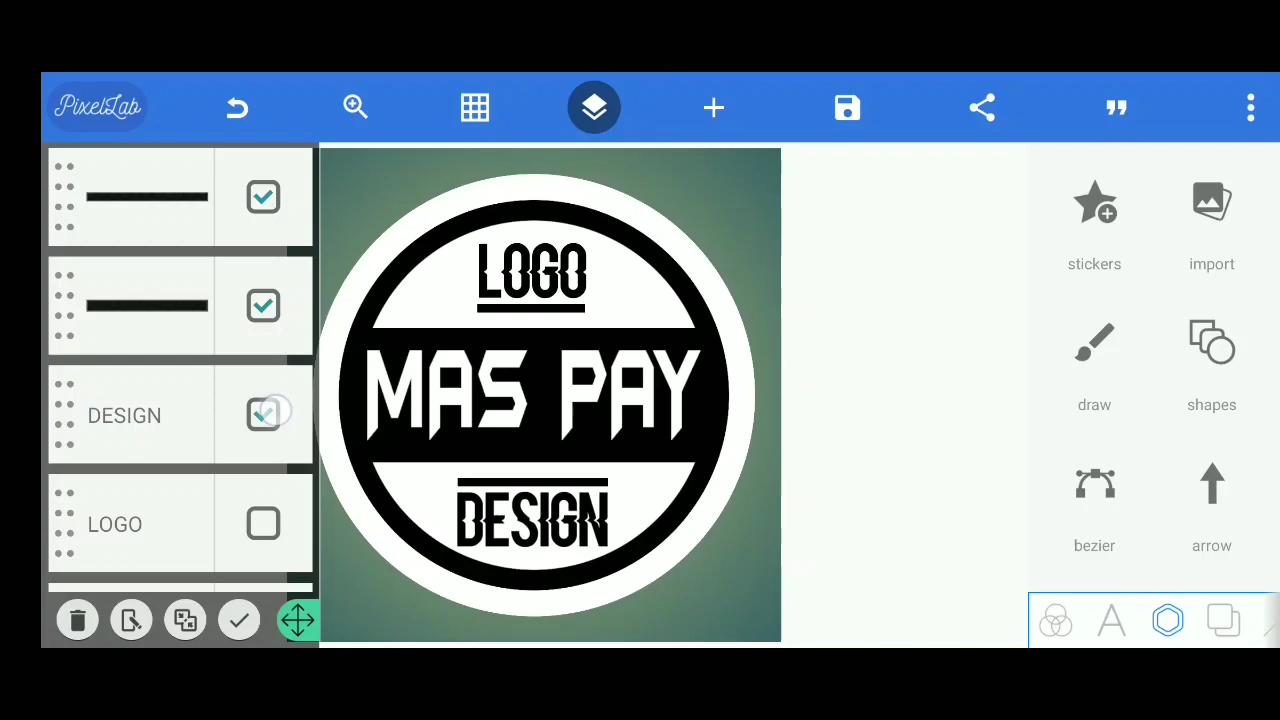 PixelLab
DESIGN
LOGO
LOGO
MAS PAY
DESIGN
stickers
import
draw
shapes
bezier
arrow